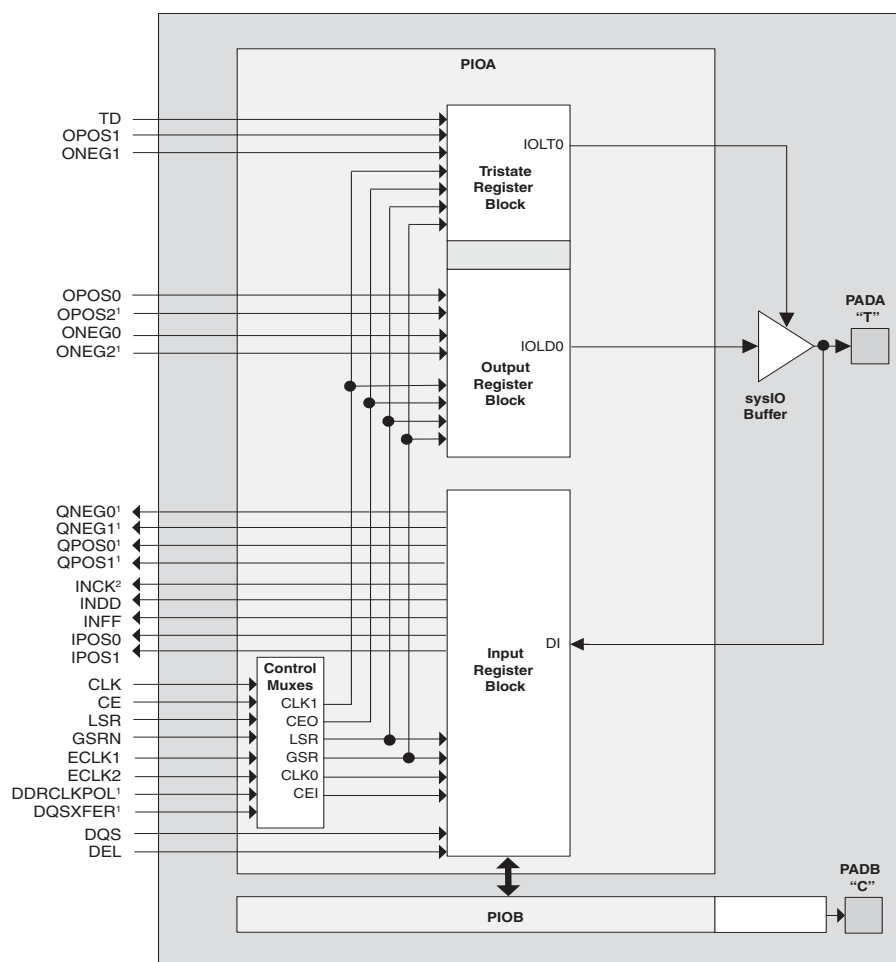 PIOA
TD
OPOS1
ONEG1
IOLT0
Tristate
Register
Block
OPOS0
OPOS2¹
ONEG0
ONEG2¹
IOLD0
Output
Register
Block
PADA
“T”
sysIO
Buffer
QNEG0¹
QNEG1¹
QPOS0¹
QPOS1¹
INCK²
INDD
INFF
IPOS0
IPOS1
DI
Input
Register
Block
Control
Muxes
CLK
CE
LSR
GSRN
ECLK1
ECLK2
DDRCLKPOL¹
DQSXFER¹
CLK1
CEO
LSR
GSR
CLK0
CEI
DQS
DEL
PADB
“C”
PIOB